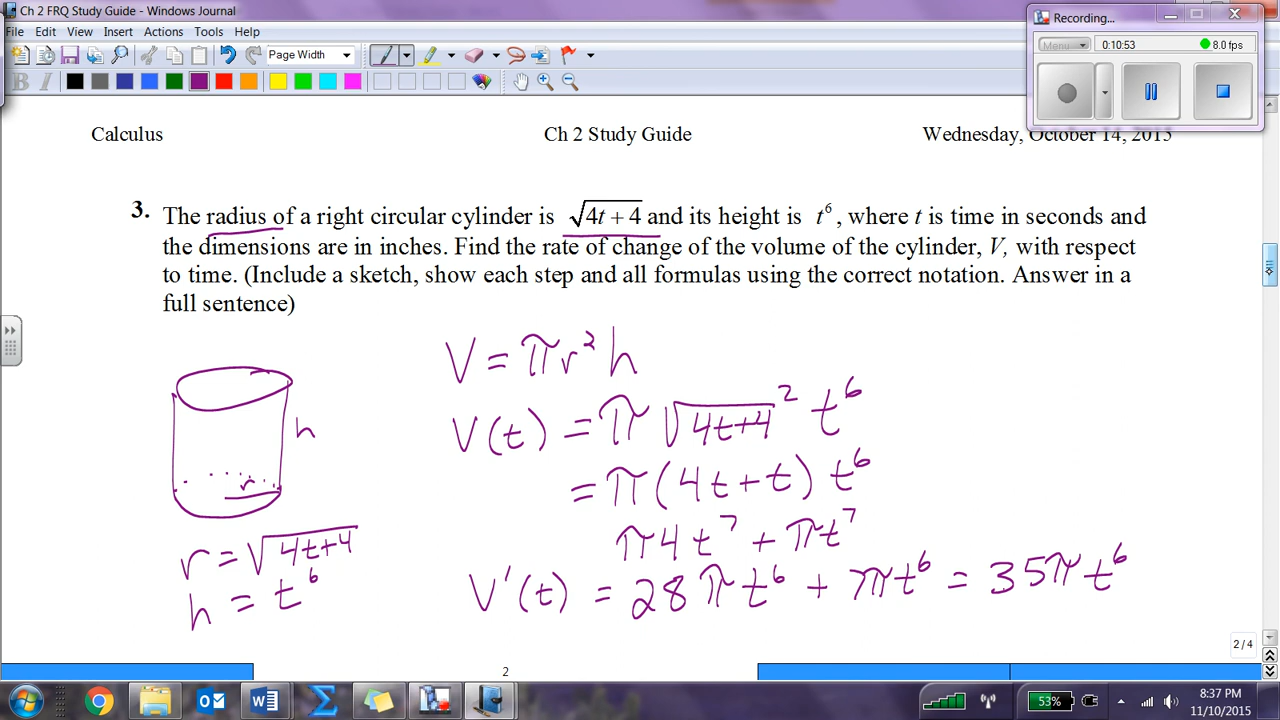 Ch 2 FRQ Study Guide - Windows Journal
Recording...
File Edit View Insert Actions Tools Help
Menu 0:10:53 8.0 fps
Page Width
B I
Calculus Ch 2 Study Guide Wednesday, October 14, 2015
3. The radius of a right circular cylinder is √4t + 4 and its height is t⁶, where t is time in seconds and
the dimensions are in inches. Find the rate of change of the volume of the cylinder, V, with respect
to time. (Include a sketch, show each step and all formulas using the correct notation. Answer in a
full sentence)
V = πr²h
V(t) = π √4t+4² t⁶
= π(4t+t) t⁶
π4t⁷ + πt⁷
V'(t) = 28πt⁶ + 7πt⁶ = 35πt⁶
h
r
r = √4t+4
h = t⁶
2/4
2
53%
8:37 PM
11/10/2015